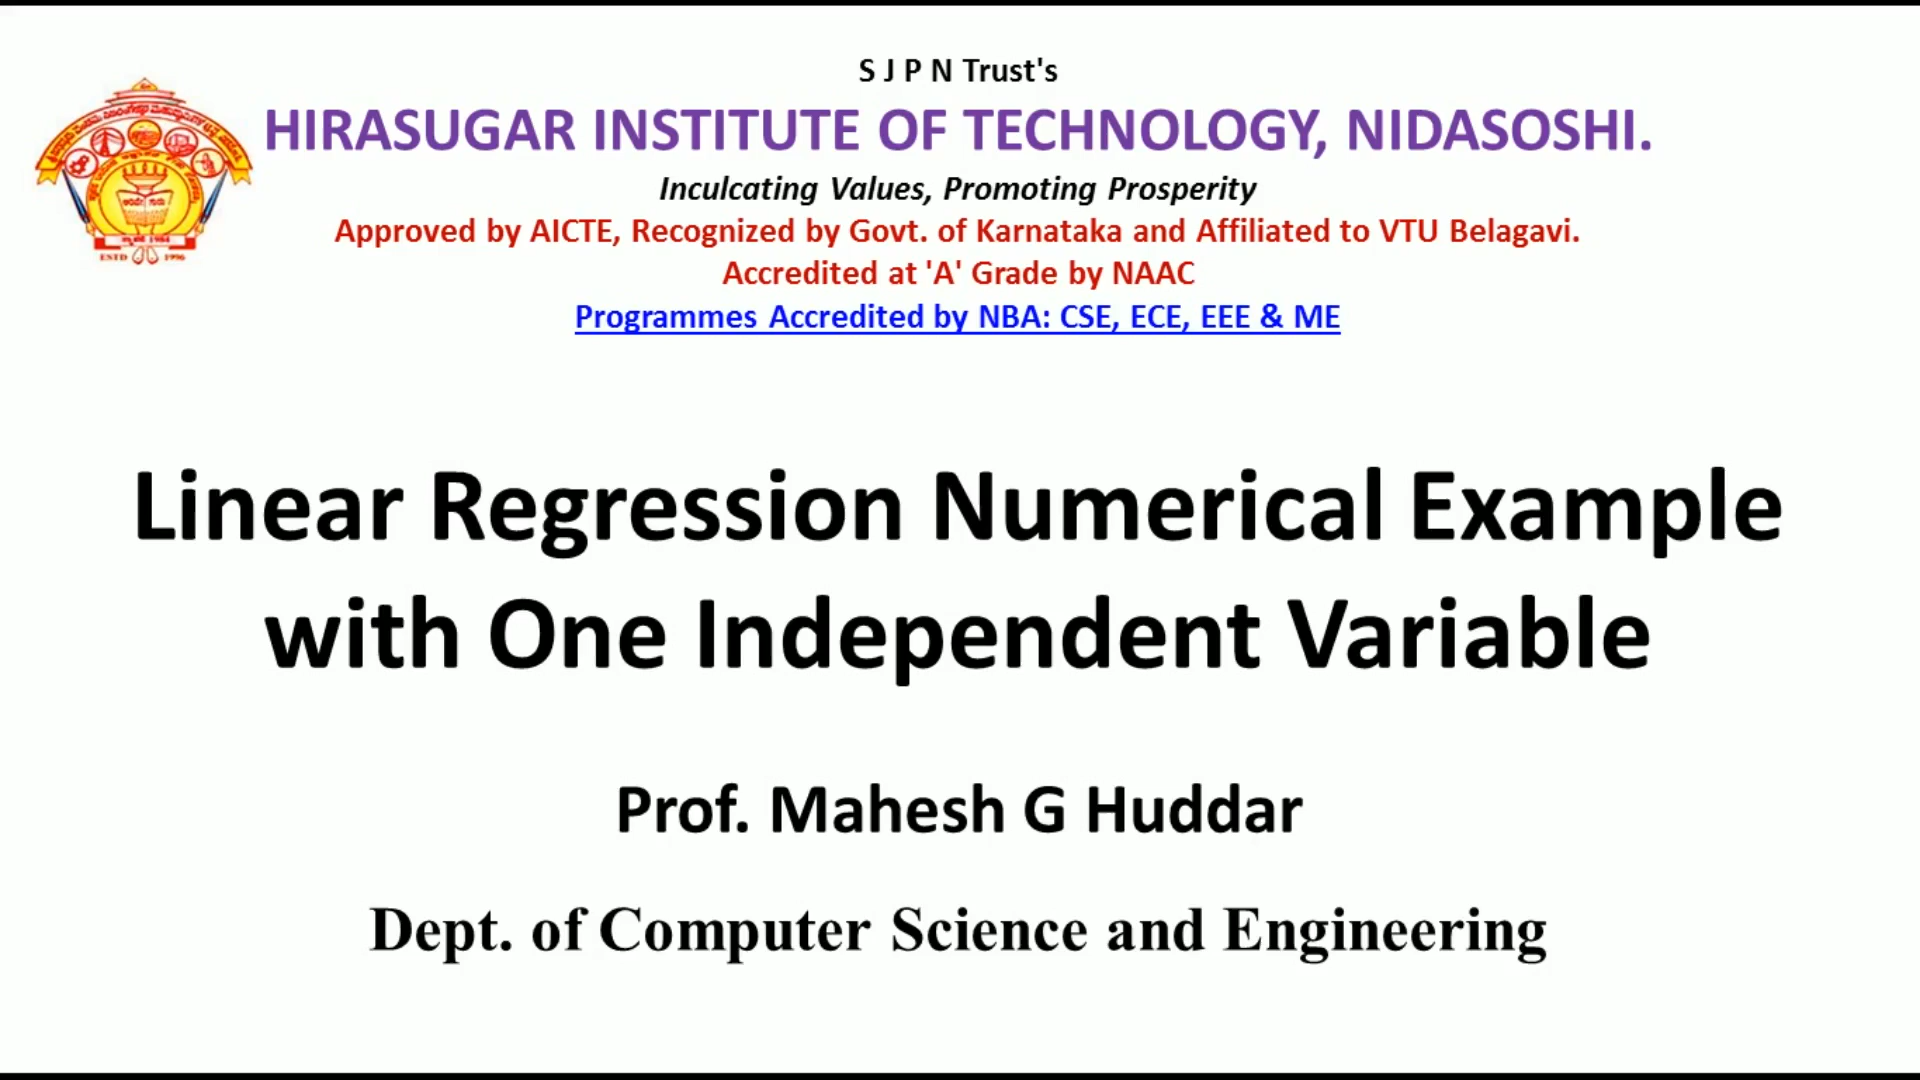 S J P N Trust's
HIRASUGAR INSTITUTE OF TECHNOLOGY, NIDASOSHI.
Inculcating Values, Promoting Prosperity
Approved by AICTE, Recognized by Govt. of Karnataka and Affiliated to VTU Belagavi.
Accredited at 'A' Grade by NAAC
Programmes Accredited by NBA: CSE, ECE, EEE & ME
ESTD 1996
Linear Regression Numerical Example
with One Independent Variable
Prof. Mahesh G Huddar
Dept. of Computer Science and Engineering